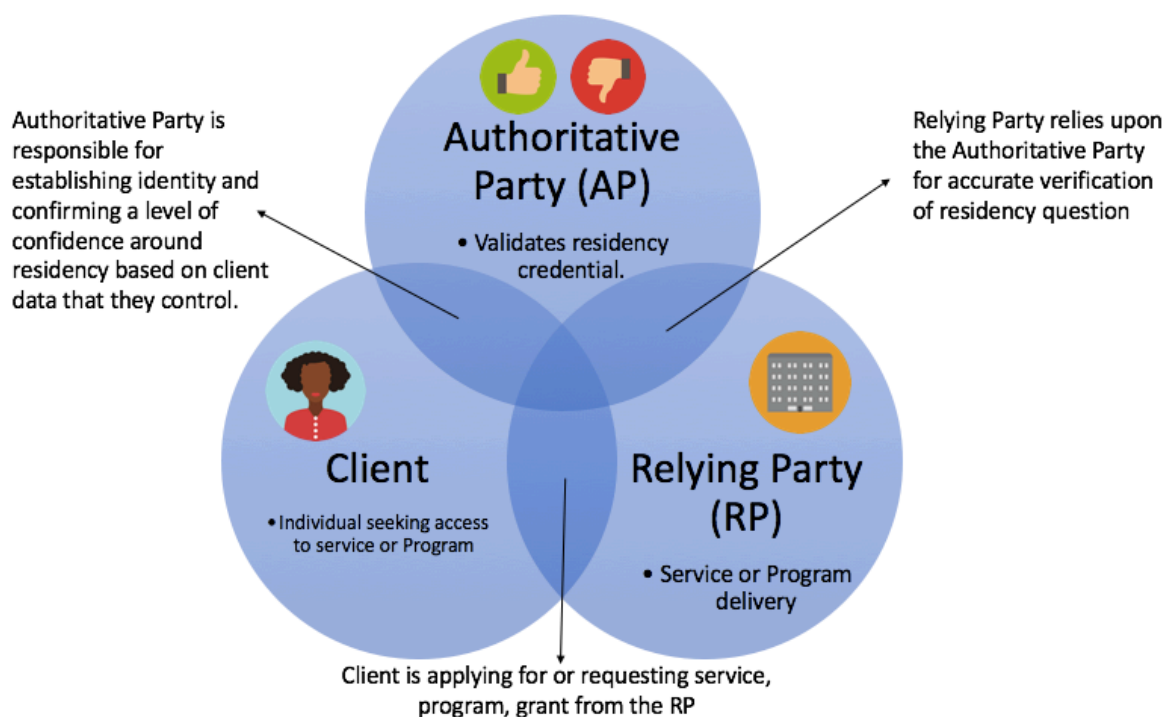 Authoritative
Party (AP)
• Validates residency
credential.
Authoritative Party is
responsible for
establishing identity and
confirming a level of
confidence around
residency based on client
data that they control.
Relying Party relies upon
the Authoritative Party
for accurate verification
of residency question
Client
• Individual seeking access
to service or Program
Relying Party
(RP)
• Service or Program
delivery
Client is applying for or requesting service,
program, grant from the RP